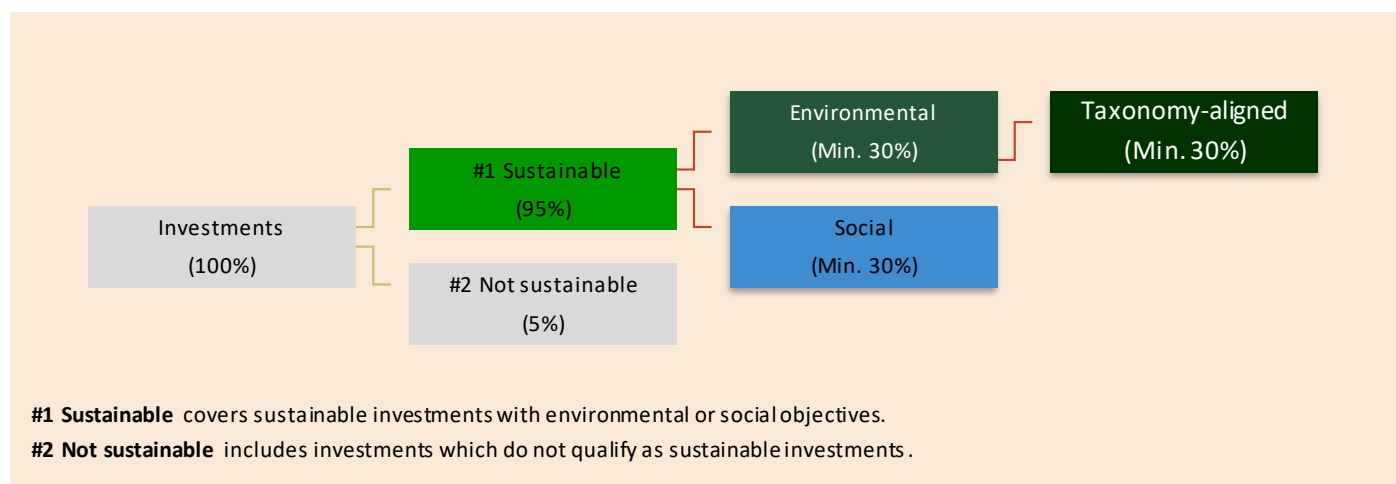 Environmental
(Min. 30%)
Taxonomy-aligned
(Min. 30%)
#1 Sustainable
(95%)
Investments
(100%)
Social
(Min. 30%)
#2 Not sustainable
(5%)
#1 Sustainable covers sustainable investments with environmental or social objectives.
#2 Not sustainable includes investments which do not qualify as sustainable investments.